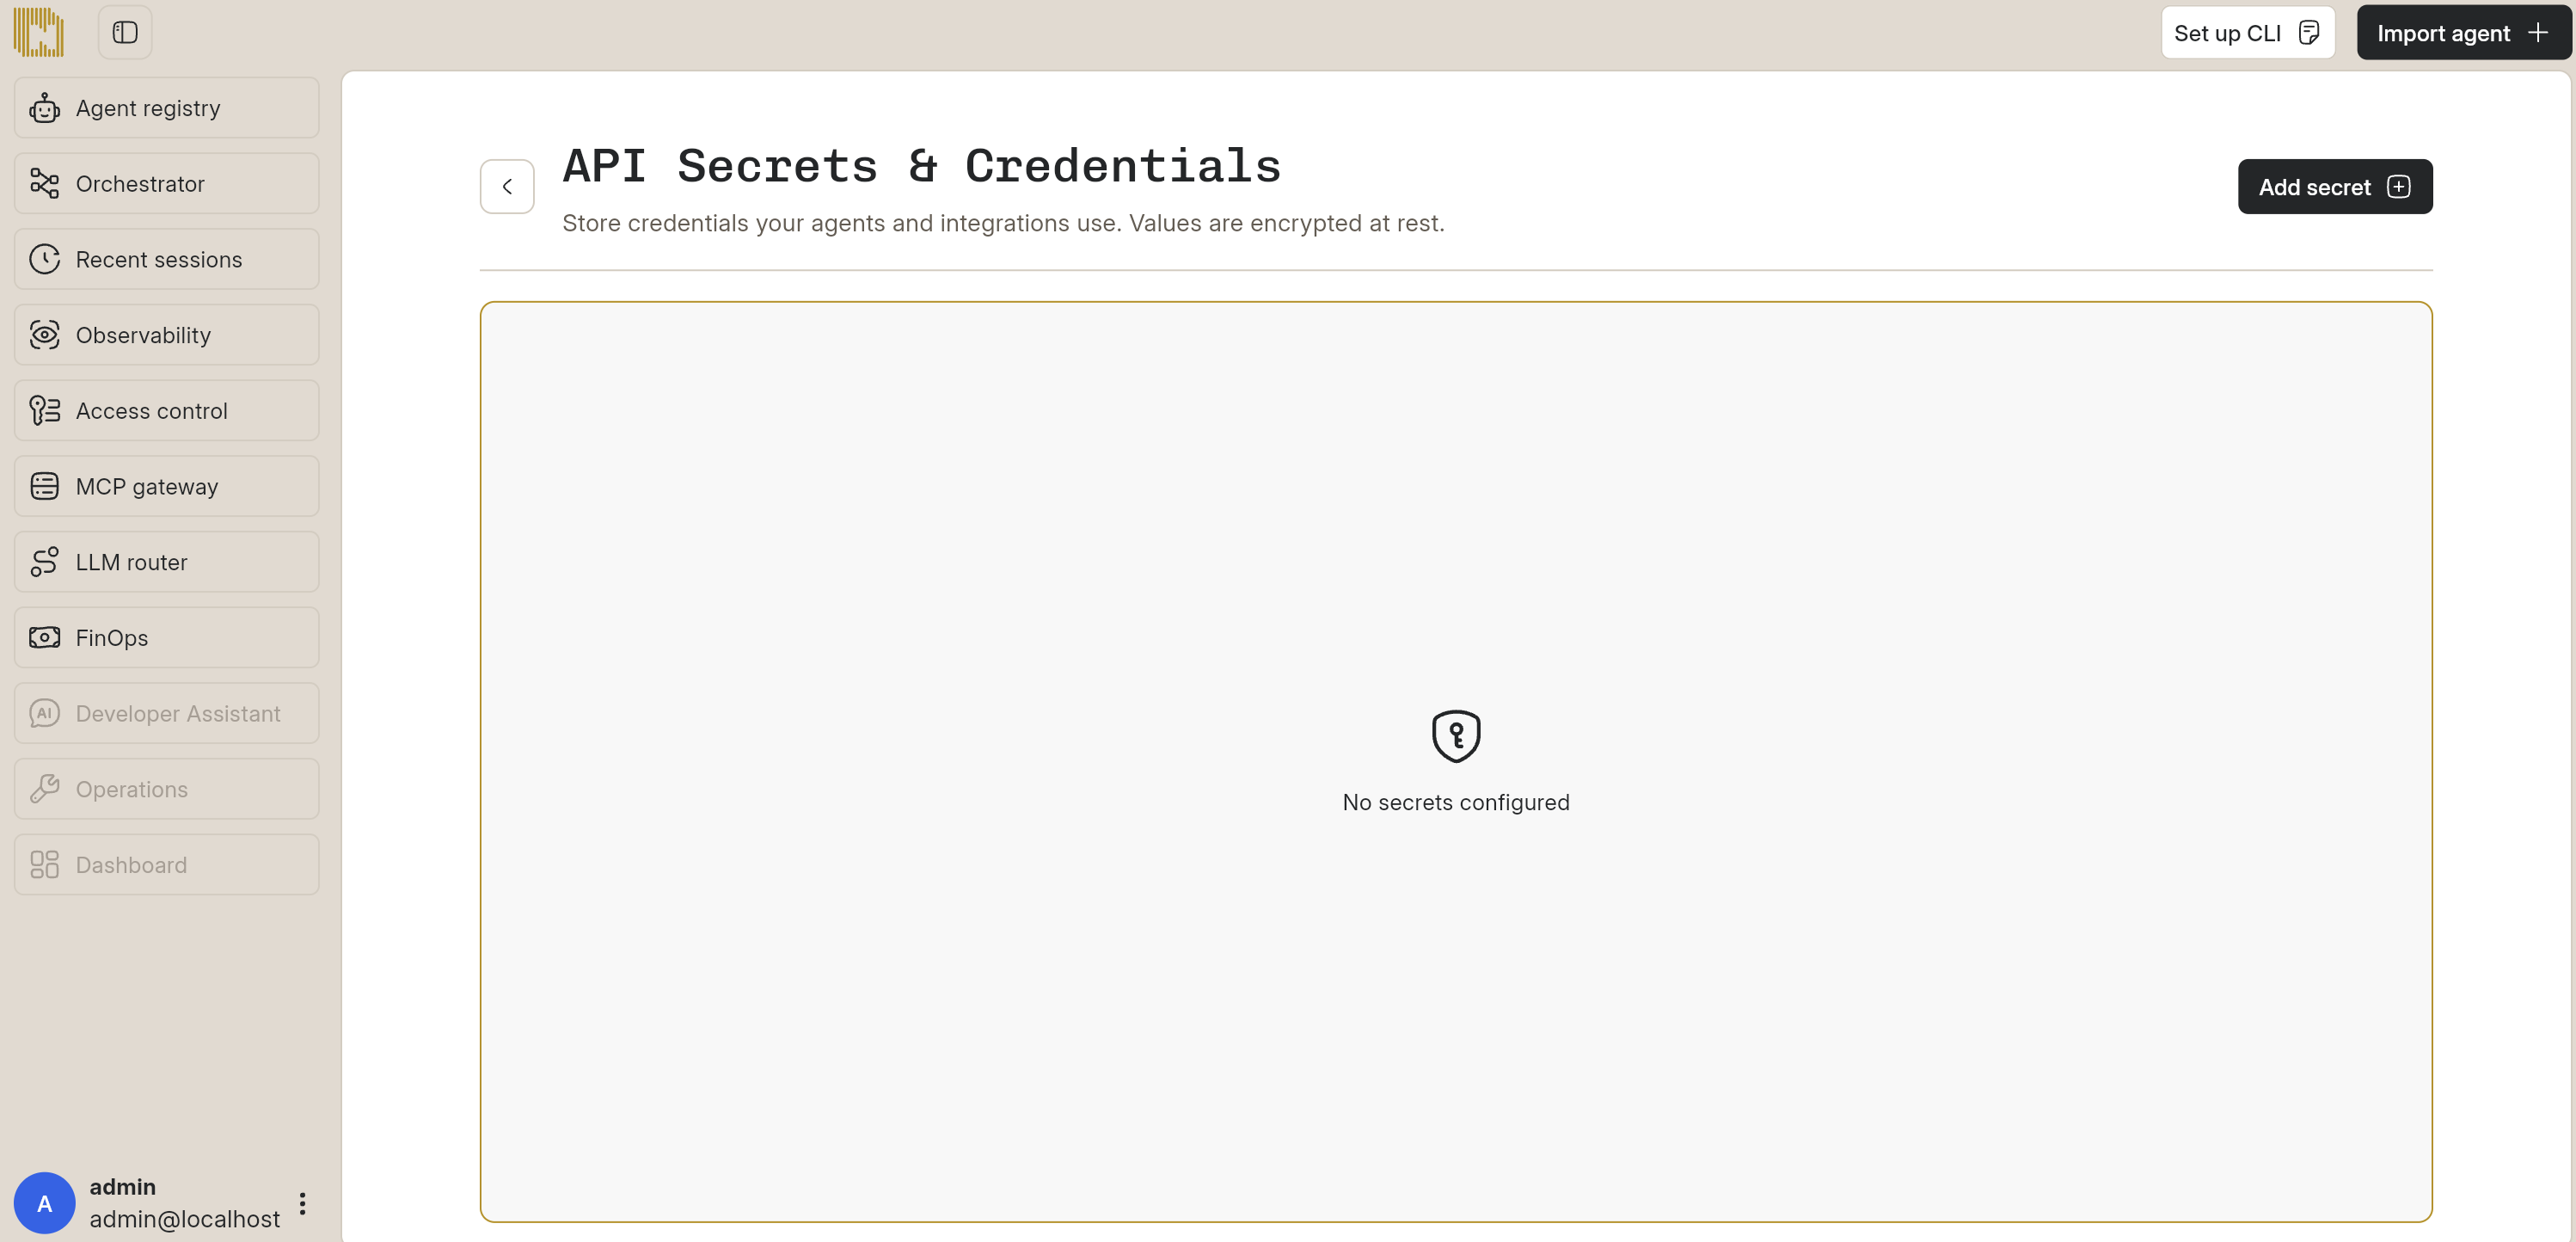 Set up CLI
Import agent
Agent registry
Orchestrator
Recent sessions
Observability
Access control
MCP gateway
LLM router
FinOps
AI Developer Assistant
Operations
Dashboard
A
admin
admin@localhost
API Secrets & Credentials
Store credentials your agents and integrations use. Values are encrypted at rest.
Add secret
No secrets configured